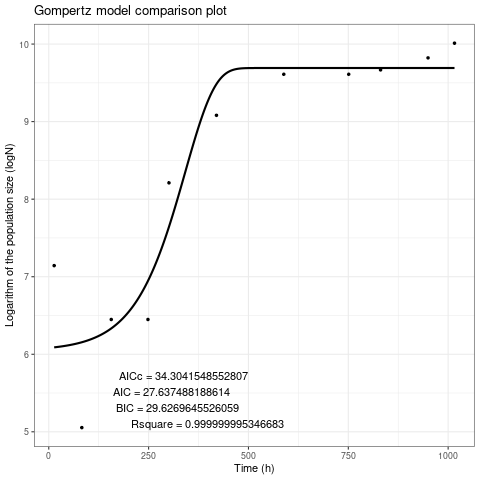 Gompertz model comparison plot
Logarithm of the population size (logN)
10
9
8
7
6
5
AICc = 34.3041548552807
AIC = 27.637488188614
BIC = 29.6269645526059
Rsquare = 0.999999995346683
0 250 500 750 1000
Time (h)